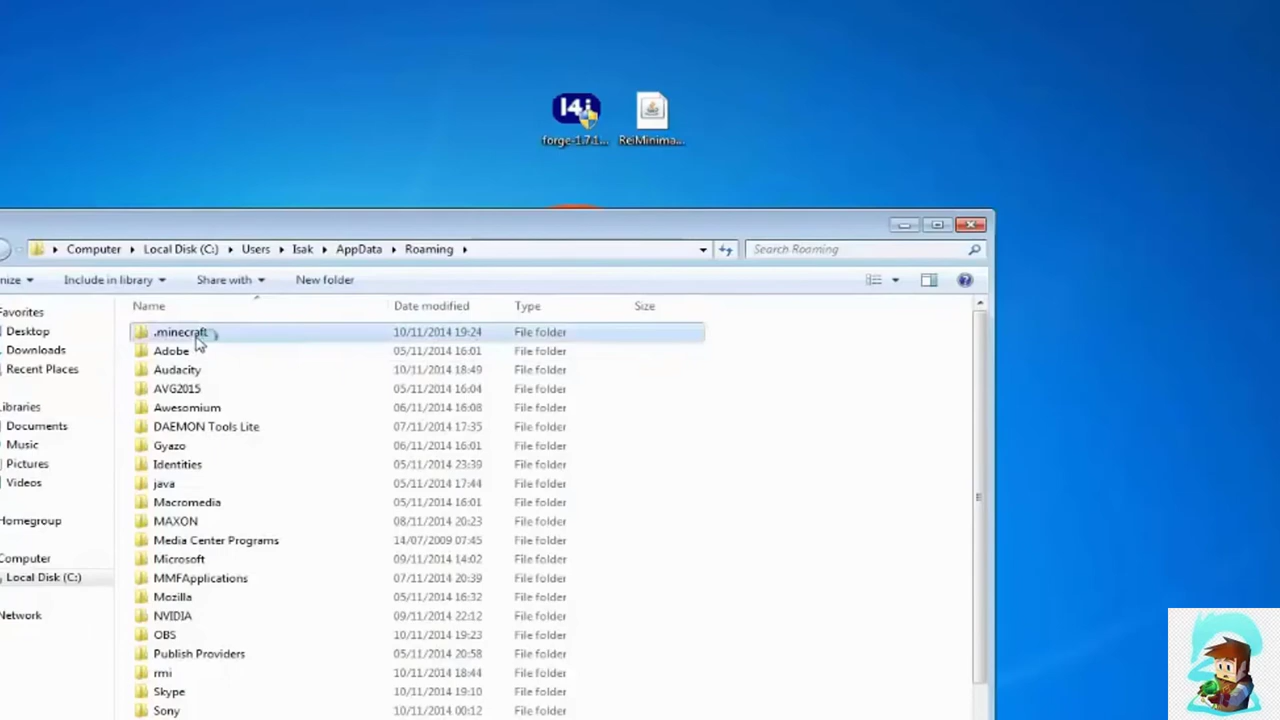 14i
forge-1.7.1... ReiMinima...
Computer Local Disk (C:) Users Isak AppData Roaming
Search Roaming
nize Include in library Share with New folder
Name Date modified Type Size
Favorites
Desktop
Downloads
Recent Places
Libraries
Documents
Music
Pictures
Videos
Homegroup
Computer
Local Disk (C:)
Network
.minecraft 10/11/2014 19:24 File folder
Adobe 05/11/2014 16:01 File folder
Audacity 10/11/2014 18:49 File folder
AVG2015 05/11/2014 16:04 File folder
Awesomium 06/11/2014 16:08 File folder
DAEMON Tools Lite 07/11/2014 17:35 File folder
Gyazo 06/11/2014 16:01 File folder
Identities 05/11/2014 23:39 File folder
java 05/11/2014 17:44 File folder
Macromedia 05/11/2014 16:01 File folder
MAXON 08/11/2014 20:23 File folder
Media Center Programs 14/07/2009 07:45 File folder
Microsoft 09/11/2014 14:02 File folder
MMFApplications 07/11/2014 20:39 File folder
Mozilla 05/11/2014 16:32 File folder
NVIDIA 09/11/2014 22:12 File folder
OBS 10/11/2014 19:23 File folder
Publish Providers 05/11/2014 20:58 File folder
rmi 10/11/2014 18:44 File folder
Skype 10/11/2014 19:10 File folder
Sony 10/11/2014 00:12 File folder